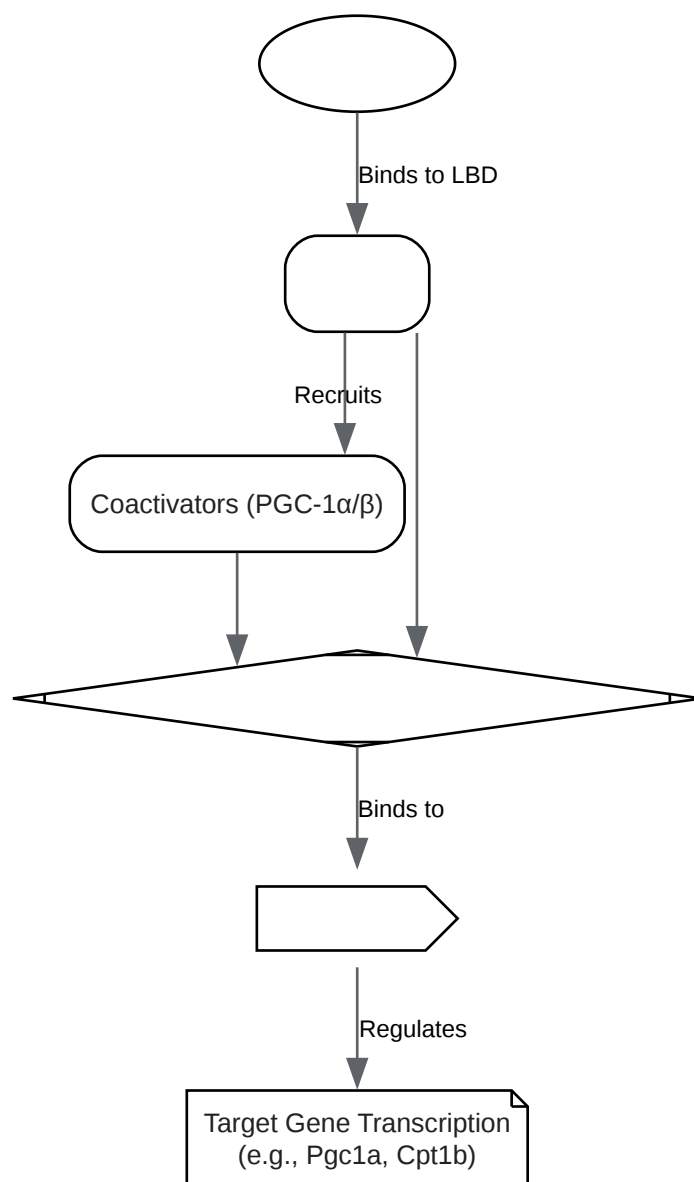 Binds to LBD
Recruits
Coactivators (PGC-1α/β)
Binds to
Regulates
Target Gene Transcription
(e.g., Pgc1a, Cpt1b)